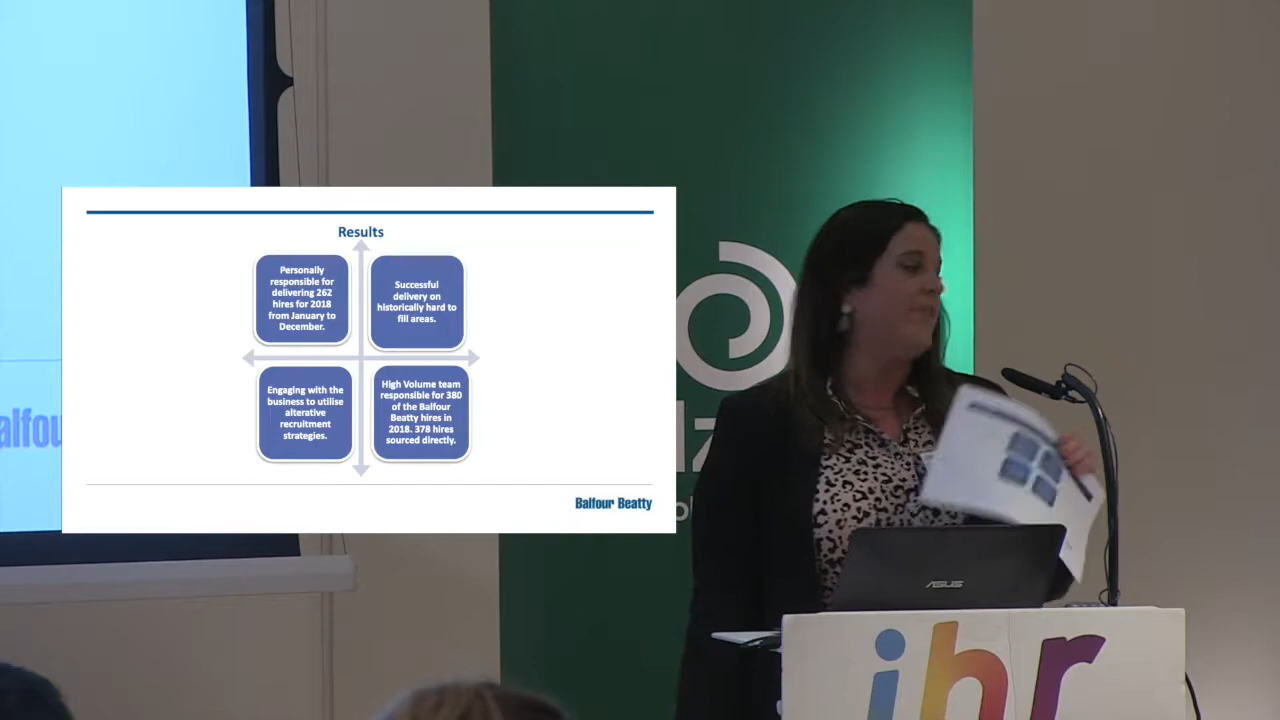 Results
Personally
responsible for
delivering 262
hires for 2018
from January to
December.
Successful
delivery on
historically hard to
fill areas.
Engaging with the
business to utilise
alterative
recruitment
strategies.
High Volume team
responsible for 380
of the Balfour
Beatty hires in
2018. 378 hires
sourced directly.
Balfour Beatty
Balfou
ASUS
ihr